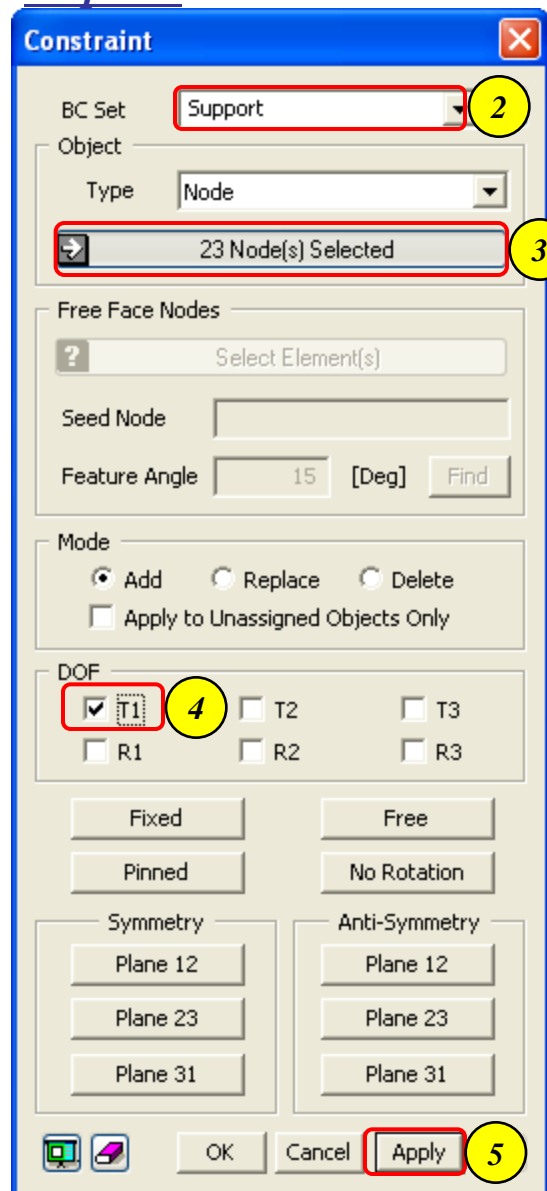 Constraint
BC Set Support 2
Object
Type Node
23 Node(s) Selected 3
Free Face Nodes
? Select Element(s)
Seed Node
Feature Angle 15 [Deg] Find
Mode
Add Replace Delete
Apply to Unassigned Objects Only
DOF
T1 4 T2 T3
R1 R2 R3
Fixed Free
Pinned No Rotation
Symmetry Anti-Symmetry
Plane 12 Plane 12
Plane 23 Plane 23
Plane 31 Plane 31
OK Cancel Apply 5